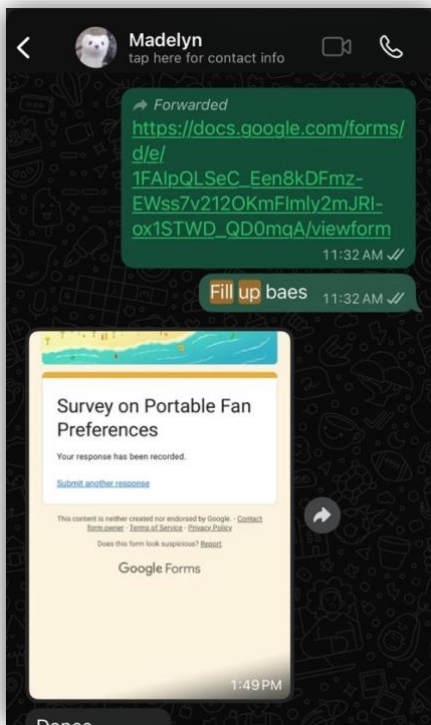 Madelyn
tap here for contact info
Forwarded
https://docs.google.com/forms/
d/e/
1FAIpQLSeC_Een8kDFmz-
EWss7v212OKmFlmly2mJRl-
ox1STWD_QD0mqA/viewform
11:32 AM
Fill up baes 11:32 AM
Survey on Portable Fan
Preferences
Your response has been recorded.
Submit another response
This content is neither created nor endorsed by Google. - Contact
form owner - Terms of Service - Privacy Policy
Does this form look suspicious? Report
Google Forms
1:49 PM